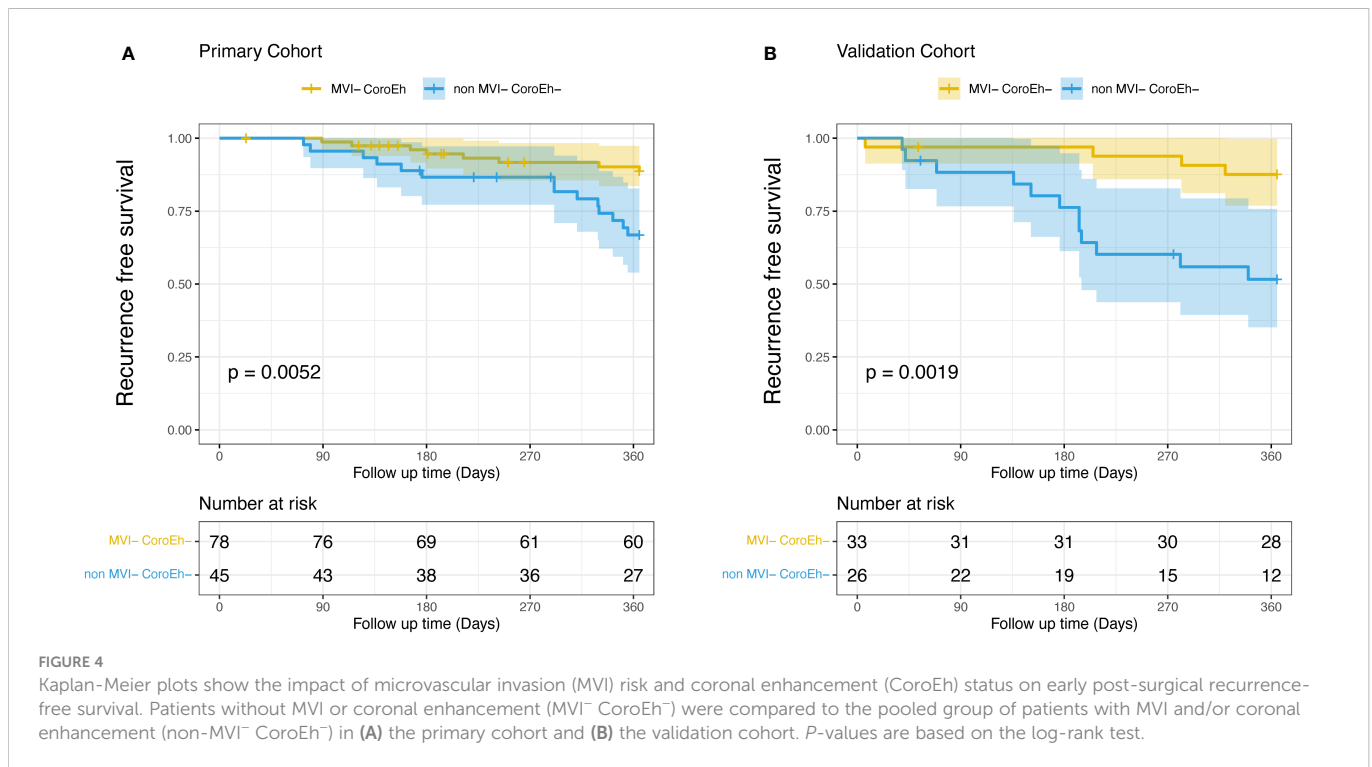 A Primary Cohort
MVI– CoroEh non MVI– CoroEh–
Recurrence free survival
1.00
0.75
0.50
0.25
0.00
p = 0.0052
0 90 180 270 360
Follow up time (Days)
Number at risk
MVI– CoroEh– 78 76 69 61 60
non MVI– CoroEh– 45 43 38 36 27
0 90 180 270 360
Follow up time (Days)
B Validation Cohort
MVI– CoroEh– non MVI– CoroEh–
Recurrence free survival
1.00
0.75
0.50
0.25
0.00
p = 0.0019
0 90 180 270 360
Follow up time (Days)
Number at risk
MVI– CoroEh– 33 31 31 30 28
non MVI– CoroEh– 26 22 19 15 12
0 90 180 270 360
Follow up time (Days)
FIGURE 4
Kaplan-Meier plots show the impact of microvascular invasion (MVI) risk and coronal enhancement (CoroEh) status on early post-surgical recurrence-
free survival. Patients without MVI or coronal enhancement (MVI⁻ CoroEh⁻) were compared to the pooled group of patients with MVI and/or coronal
enhancement (non-MVI⁻ CoroEh⁻) in (A) the primary cohort and (B) the validation cohort. P-values are based on the log-rank test.